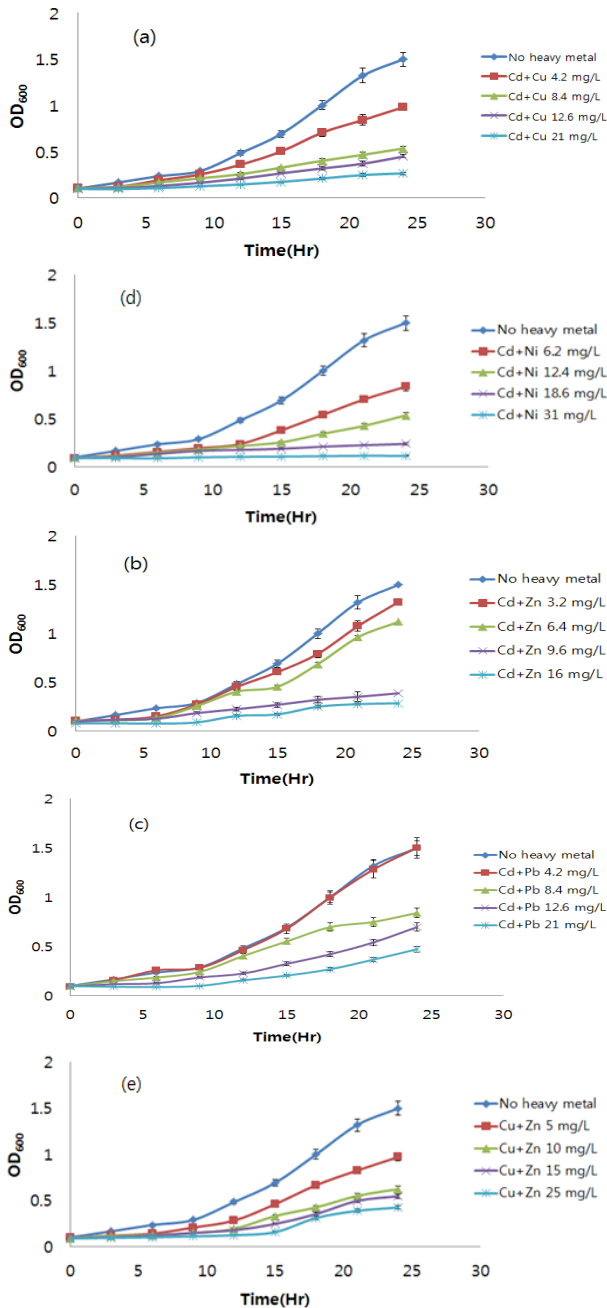 (a)
2
1.5
1
0.5
0
OD600
0 5 10 15 20 25 30
Time(Hr)
No heavy metal
Cd+Cu 4.2 mg/L
Cd+Cu 8.4 mg/L
Cd+Cu 12.6 mg/L
Cd+Cu 21 mg/L
(d)
2
1.5
1
0.5
0
OD600
0 5 10 15 20 25 30
Time(Hr)
No heavy metal
Cd+Ni 6.2 mg/L
Cd+Ni 12.4 mg/L
Cd+Ni 18.6 mg/L
Cd+Ni 31 mg/L
(b)
2
1.5
1
0.5
0
OD600
0 5 10 15 20 25 30
Time(Hr)
No heavy metal
Cd+Zn 3.2 mg/L
Cd+Zn 6.4 mg/L
Cd+Zn 9.6 mg/L
Cd+Zn 16 mg/L
(c)
2
1.5
1
0.5
0
OD600
0 5 10 15 20 25 30
Time(Hr)
No heavy metal
Cd+Pb 4.2 mg/L
Cd+Pb 8.4 mg/L
Cd+Pb 12.6 mg/L
Cd+Pb 21 mg/L
(e)
2
1.5
1
0.5
0
OD600
0 5 10 15 20 25 30
Time(Hr)
No heavy metal
Cu+Zn 5 mg/L
Cu+Zn 10 mg/L
Cu+Zn 15 mg/L
Cu+Zn 25 mg/L